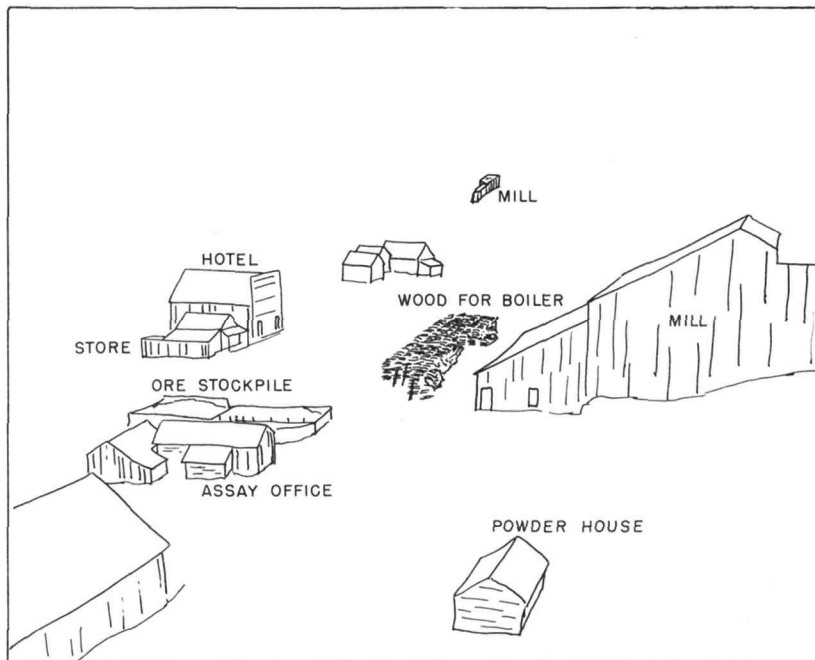 MILL
HOTEL
WOOD FOR BOILER
MILL
STORE
ORE STOCKPILE
ASSAY OFFICE
POWDER HOUSE